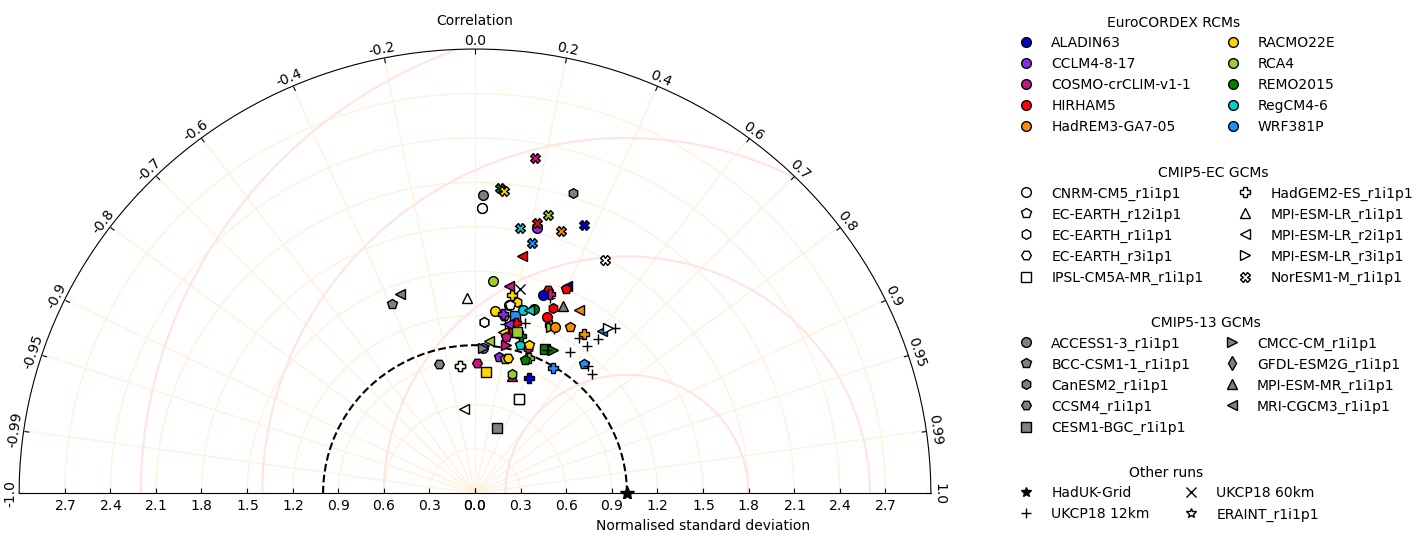 Correlation
-1.0
-0.99
-0.95
-0.9
-0.8
-0.7
-0.6
-0.4
-0.2
0.0
0.2
0.4
0.6
0.7
0.8
0.9
0.95
0.99
1.0
2.7 2.4 2.1 1.8 1.5 1.2 0.9 0.6 0.3 0.0 0.3 0.6 0.9 1.2 1.5 1.8 2.1 2.4 2.7
Normalised standard deviation
EuroCORDEX RCMs
ALADIN63 RACMO22E
CCLM4-8-17 RCA4
COSMO-crCLIM-v1-1 REMO2015
HIRHAM5 RegCM4-6
HadREM3-GA7-05 WRF381P
CMIP5-EC GCMs
CNRM-CM5_r1i1p1 HadGEM2-ES_r1i1p1
EC-EARTH_r12i1p1 MPI-ESM-LR_r1i1p1
EC-EARTH_r1i1p1 MPI-ESM-LR_r2i1p1
EC-EARTH_r3i1p1 MPI-ESM-LR_r3i1p1
IPSL-CM5A-MR_r1i1p1 NorESM1-M_r1i1p1
CMIP5-13 GCMs
ACCESS1-3_r1i1p1 CMCC-CM_r1i1p1
BCC-CSM1-1_r1i1p1 GFDL-ESM2G_r1i1p1
CanESM2_r1i1p1 MPI-ESM-MR_r1i1p1
CCSM4_r1i1p1 MRI-CGCM3_r1i1p1
CESM1-BGC_r1i1p1
Other runs
HadUK-Grid UKCP18 60km
UKCP18 12km ERAINT_r1i1p1